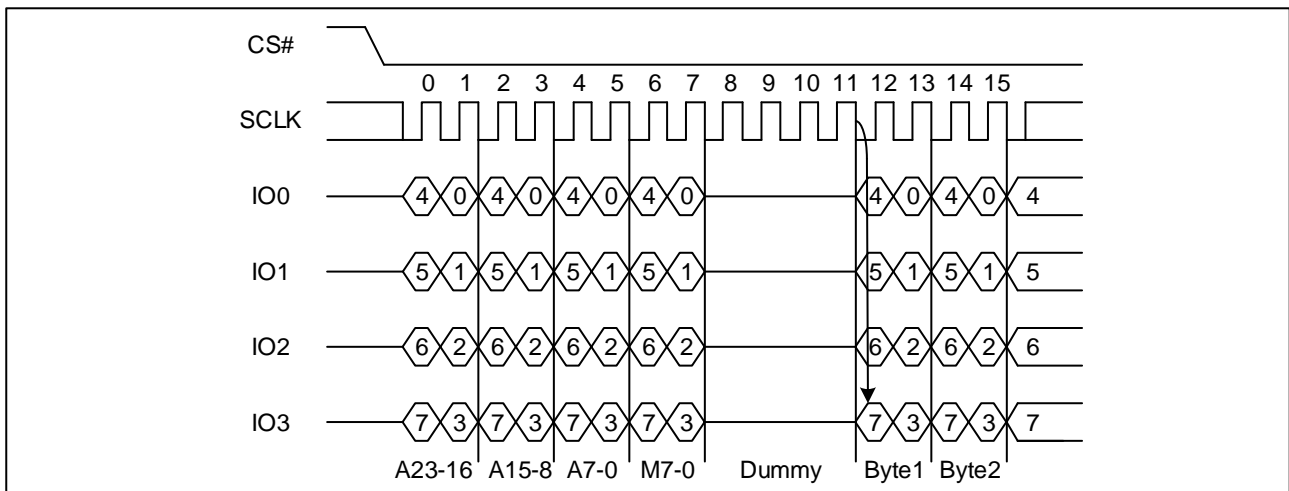 CS#
0 1 2 3 4 5 6 7 8 9 10 11 12 13 14 15
SCLK
IO0 4 0 4 0 4 0 4 0 4 0 4 0 4
IO1 5 1 5 1 5 1 5 1 5 1 5 1 5
IO2 6 2 6 2 6 2 6 2 6 2 6 2 6
IO3 7 3 7 3 7 3 7 3 7 3 7 3 7
A23-16 A15-8 A7-0 M7-0 Dummy Byte1 Byte2